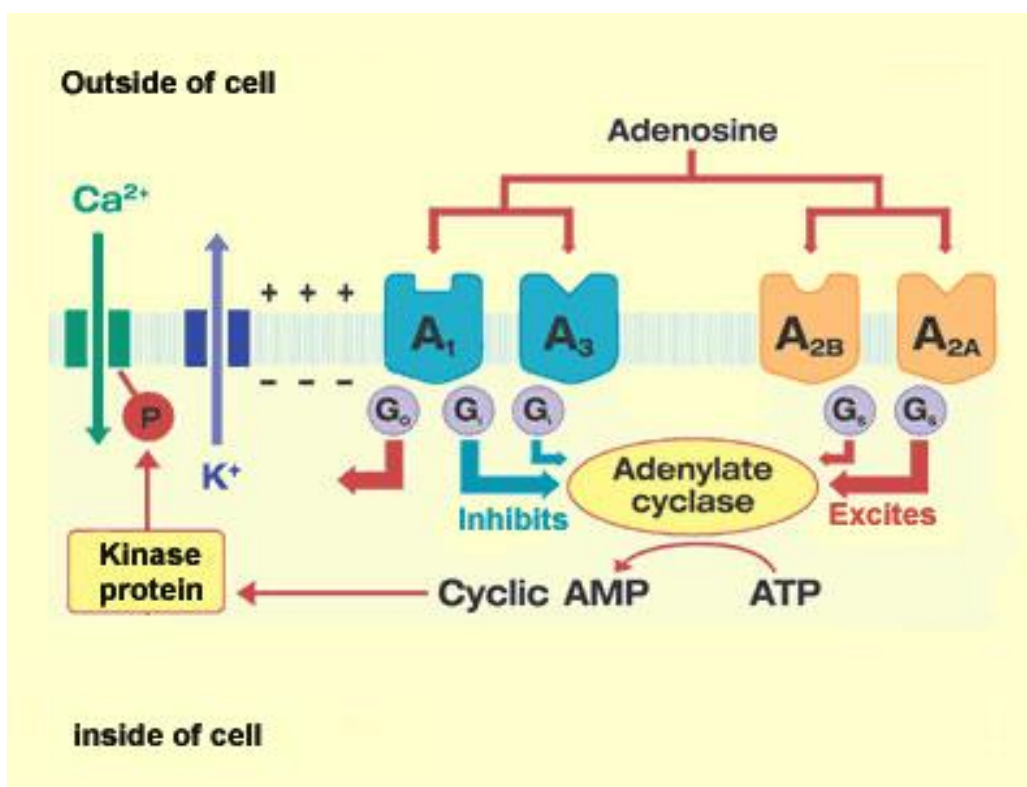 Outside of cell
Adenosine
Ca²⁺
+ + +
A₁
A₃
A₂B
A₂A
- - -
P
K⁺
Gₒ
Gᵢ
Gᵢ
Gₛ
Gₛ
Adenylate
cyclase
Inhibits
Excites
Kinase
protein
Cyclic AMP
ATP
inside of cell